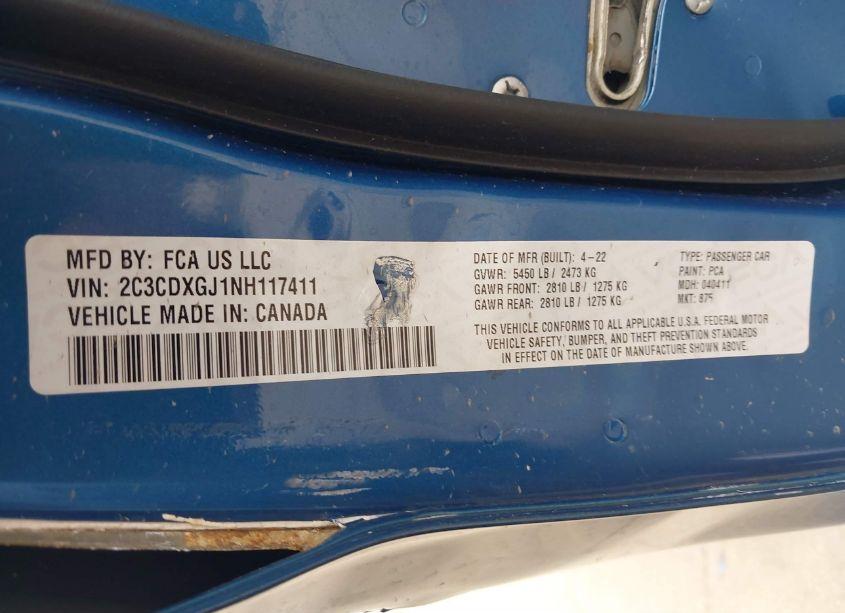 MFD BY: FCA US LLC
VIN: 2C3CDXGJ1NH117411
VEHICLE MADE IN: CANADA
DATE OF MFR (BUILT): 4-22
GVWR: 5450 LB / 2473 KG
GAWR FRONT: 2810 LB / 1275 KG
GAWR REAR: 2810 LB / 1275 KG
TYPE: PASSENGER CAR
PAINT: PCA
MDH: 040411
MKT: 875
THIS VEHICLE CONFORMS TO ALL APPLICABLE U.S.A. FEDERAL MOTOR
VEHICLE SAFETY, BUMPER, AND THEFT PREVENTION STANDARDS
IN EFFECT ON THE DATE OF MANUFACTURE SHOWN ABOVE.